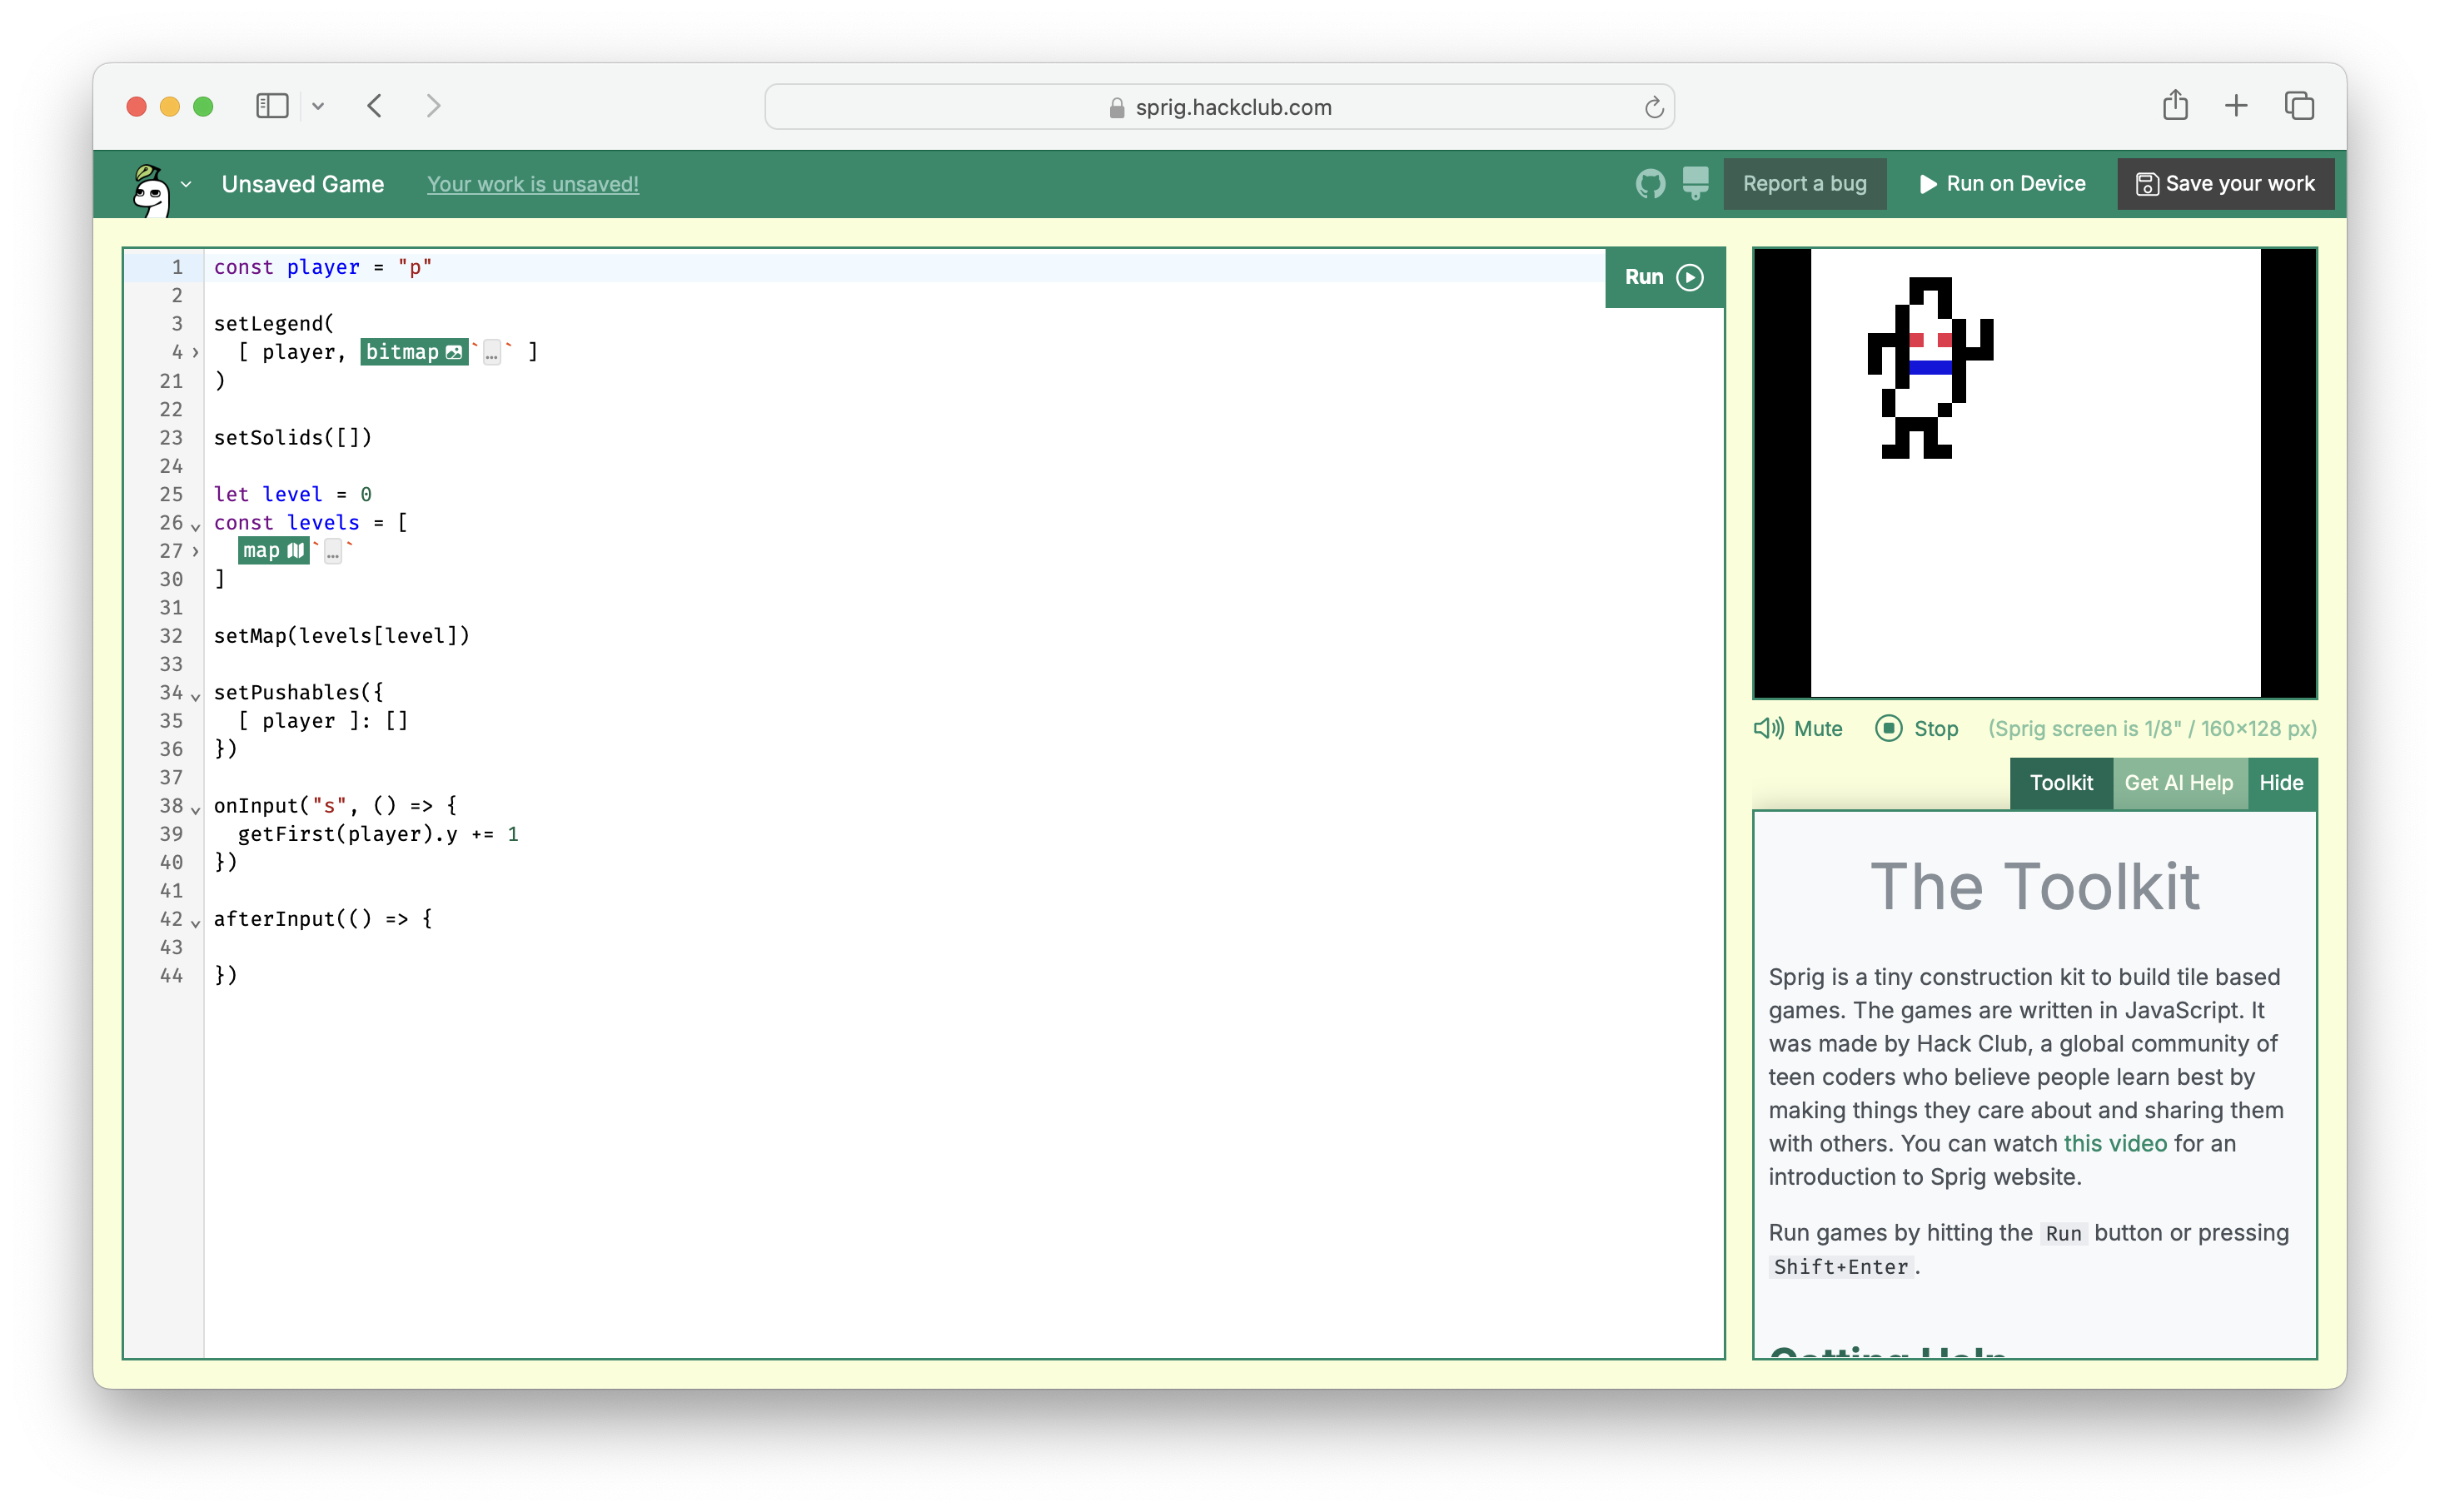 sprig.hackclub.com
Unsaved Game
Your work is unsaved!
Report a bug
Run on Device
Save your work
1 const player = "p"
2
3 setLegend(
4 [ player, bitmap`…` ]
21 )
22
23 setSolids([])
24
25 let level = 0
26 const levels = [
27 map`…`
30 ]
31
32 setMap(levels[level])
33
34 setPushables({
35 [ player ]: []
36 })
37
38 onInput("s", () => {
39 getFirst(player).y += 1
40 })
41
42 afterInput(() => {
43
44 })
Run
Mute
Stop
(Sprig screen is 1/8" / 160×128 px)
Toolkit
Get AI Help
Hide
The Toolkit
Sprig is a tiny construction kit to build tile based
games. The games are written in JavaScript. It
was made by Hack Club, a global community of
teen coders who believe people learn best by
making things they care about and sharing them
with others. You can watch this video for an
introduction to Sprig website.
Run games by hitting the Run button or pressing
Shift+Enter.
Getting Help